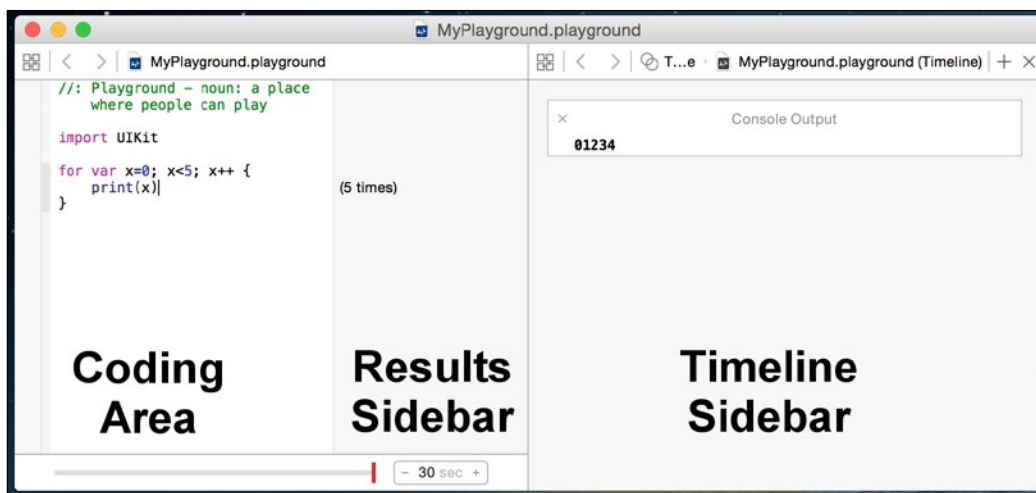 MyPlayground.playground
MyPlayground.playground
T...e MyPlayground.playground (Timeline) + ×
//: Playground – noun: a place
where people can play
import UIKit
for var x=0; x<5; x++ {
print(x) (5 times)
}
× Console Output
01234
Coding
Area
Results
Sidebar
Timeline
Sidebar
- 30 sec +